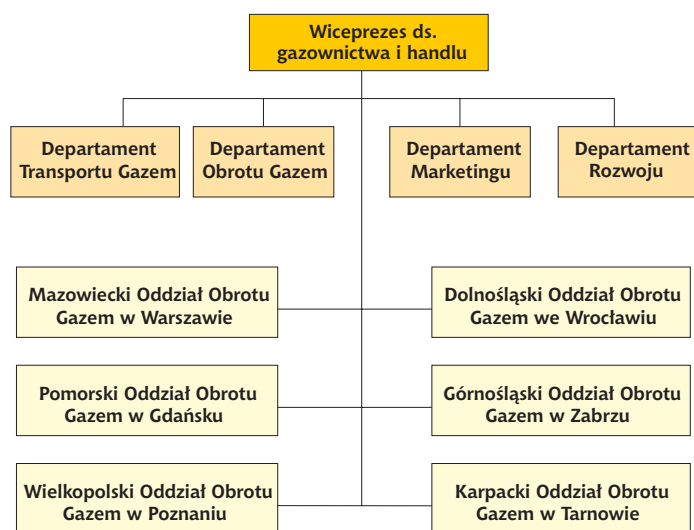 Wiceprezes ds.
gazownictwa i handlu
Departament
Transportu Gazem
Departament
Obrotu Gazem
Departament
Marketingu
Departament
Rozwoju
Mazowiecki Oddział Obrotu
Gazem w Warszawie
Dolnośląski Oddział Obrotu
Gazem we Wrocławiu
Pomorski Oddział Obrotu
Gazem w Gdańsku
Górnośląski Oddział Obrotu
Gazem w Zabrzu
Wielkopolski Oddział Obrotu
Gazem w Poznaniu
Karpacki Oddział Obrotu
Gazem w Tarnowie